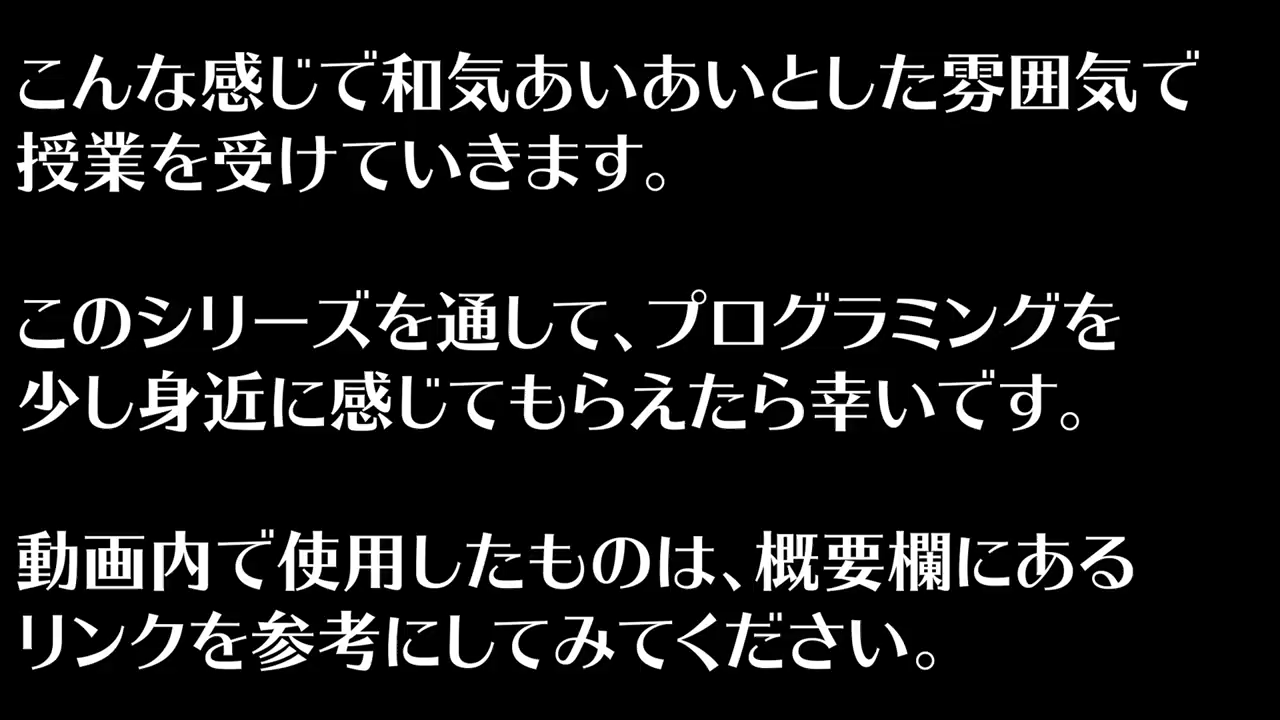 こんな感じで和気あいあいとした雰囲気で
授業を受けていきます。
このシリーズを通して、プログラミングを
少し身近に感じてもらえたら幸いです。
動画内で使用したものは、概要欄にある
リンクを参考にしてみてください。